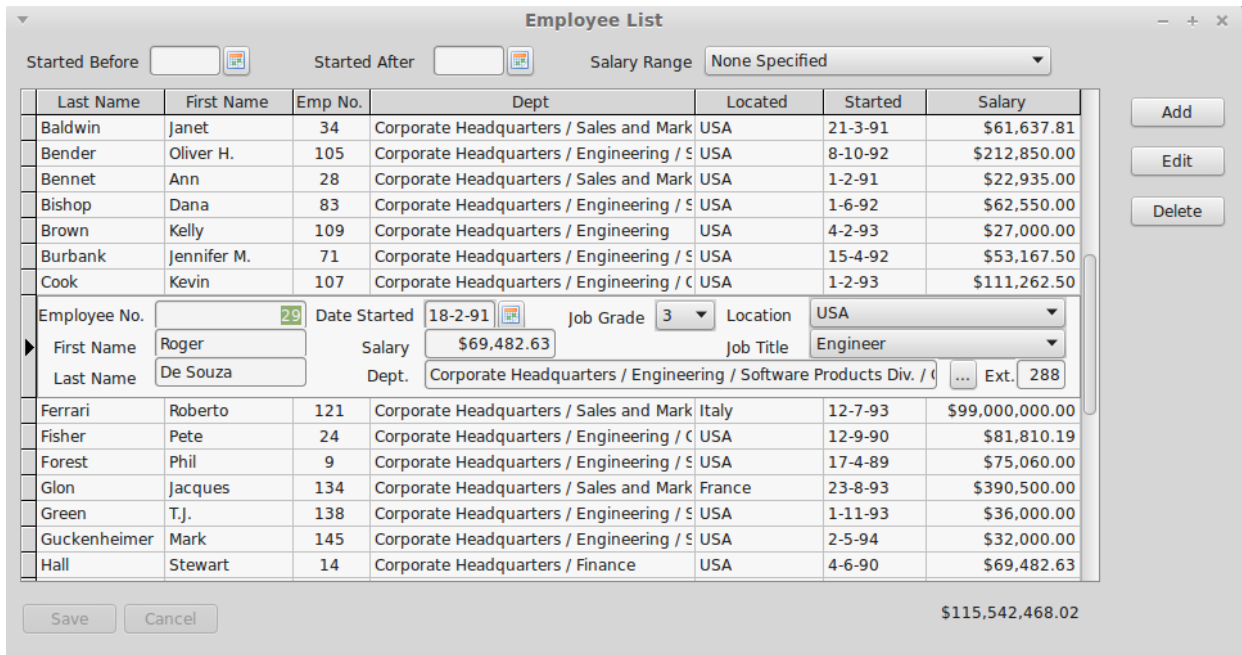 Employee List
Started Before Started After Salary Range None Specified
Last Name First Name Emp No. Dept Located Started Salary
Add
Baldwin Janet 34 Corporate Headquarters / Sales and Mark USA 21-3-91 $61,637.81
Bender Oliver H. 105 Corporate Headquarters / Engineering / S USA 8-10-92 $212,850.00
Edit
Bennet Ann 28 Corporate Headquarters / Sales and Mark USA 1-2-91 $22,935.00
Bishop Dana 83 Corporate Headquarters / Engineering / S USA 1-6-92 $62,550.00
Delete
Brown Kelly 109 Corporate Headquarters / Engineering USA 4-2-93 $27,000.00
Burbank Jennifer M. 71 Corporate Headquarters / Engineering / S USA 15-4-92 $53,167.50
Cook Kevin 107 Corporate Headquarters / Engineering / C USA 1-2-93 $111,262.50
Employee No. 29 Date Started 18-2-91 Job Grade 3 Location USA
First Name Roger Salary $69,482.63 Job Title Engineer
Last Name De Souza Dept. Corporate Headquarters / Engineering / Software Products Div. / ... Ext. 288
Ferrari Roberto 121 Corporate Headquarters / Sales and Mark Italy 12-7-93 $99,000,000.00
Fisher Pete 24 Corporate Headquarters / Engineering / C USA 12-9-90 $81,810.19
Forest Phil 9 Corporate Headquarters / Engineering / S USA 17-4-89 $75,060.00
Glon Jacques 134 Corporate Headquarters / Sales and Mark France 23-8-93 $390,500.00
Green T.J. 138 Corporate Headquarters / Engineering / S USA 1-11-93 $36,000.00
Guckenheimer Mark 145 Corporate Headquarters / Engineering / S USA 2-5-94 $32,000.00
Hall Stewart 14 Corporate Headquarters / Finance USA 4-6-90 $69,482.63
Save Cancel $115,542,468.02